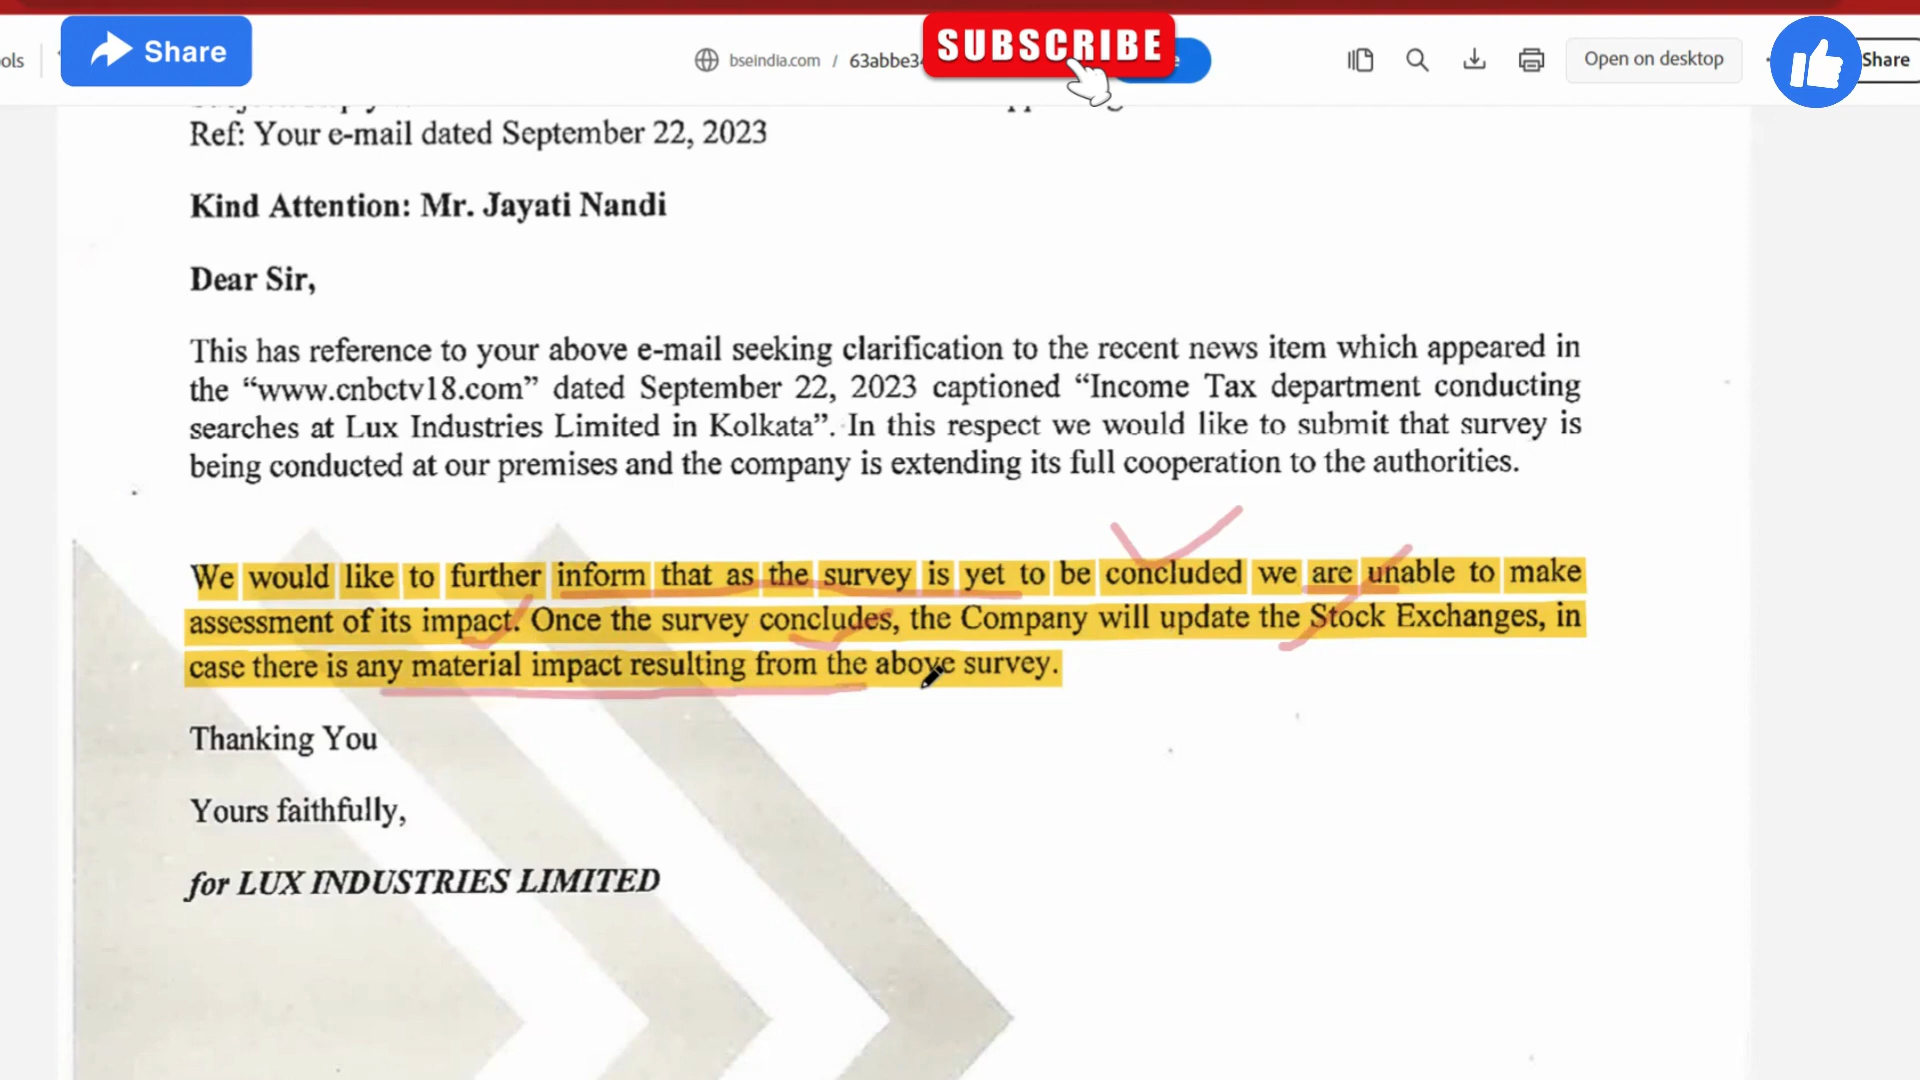 ols
Share
bseindia.com / 63abbe3
SUBSCRIBE
Open on desktop
Share
Ref: Your e-mail dated September 22, 2023
Kind Attention: Mr. Jayati Nandi
Dear Sir,
This has reference to your above e-mail seeking clarification to the recent news item which appeared in
the “www.cnbctv18.com” dated September 22, 2023 captioned “Income Tax department conducting
searches at Lux Industries Limited in Kolkata”. In this respect we would like to submit that survey is
being conducted at our premises and the company is extending its full cooperation to the authorities.
We would like to further inform that as the survey is yet to be concluded we are unable to make
assessment of its impact. Once the survey concludes, the Company will update the Stock Exchanges, in
case there is any material impact resulting from the above survey.
Thanking You
Yours faithfully,
for LUX INDUSTRIES LIMITED